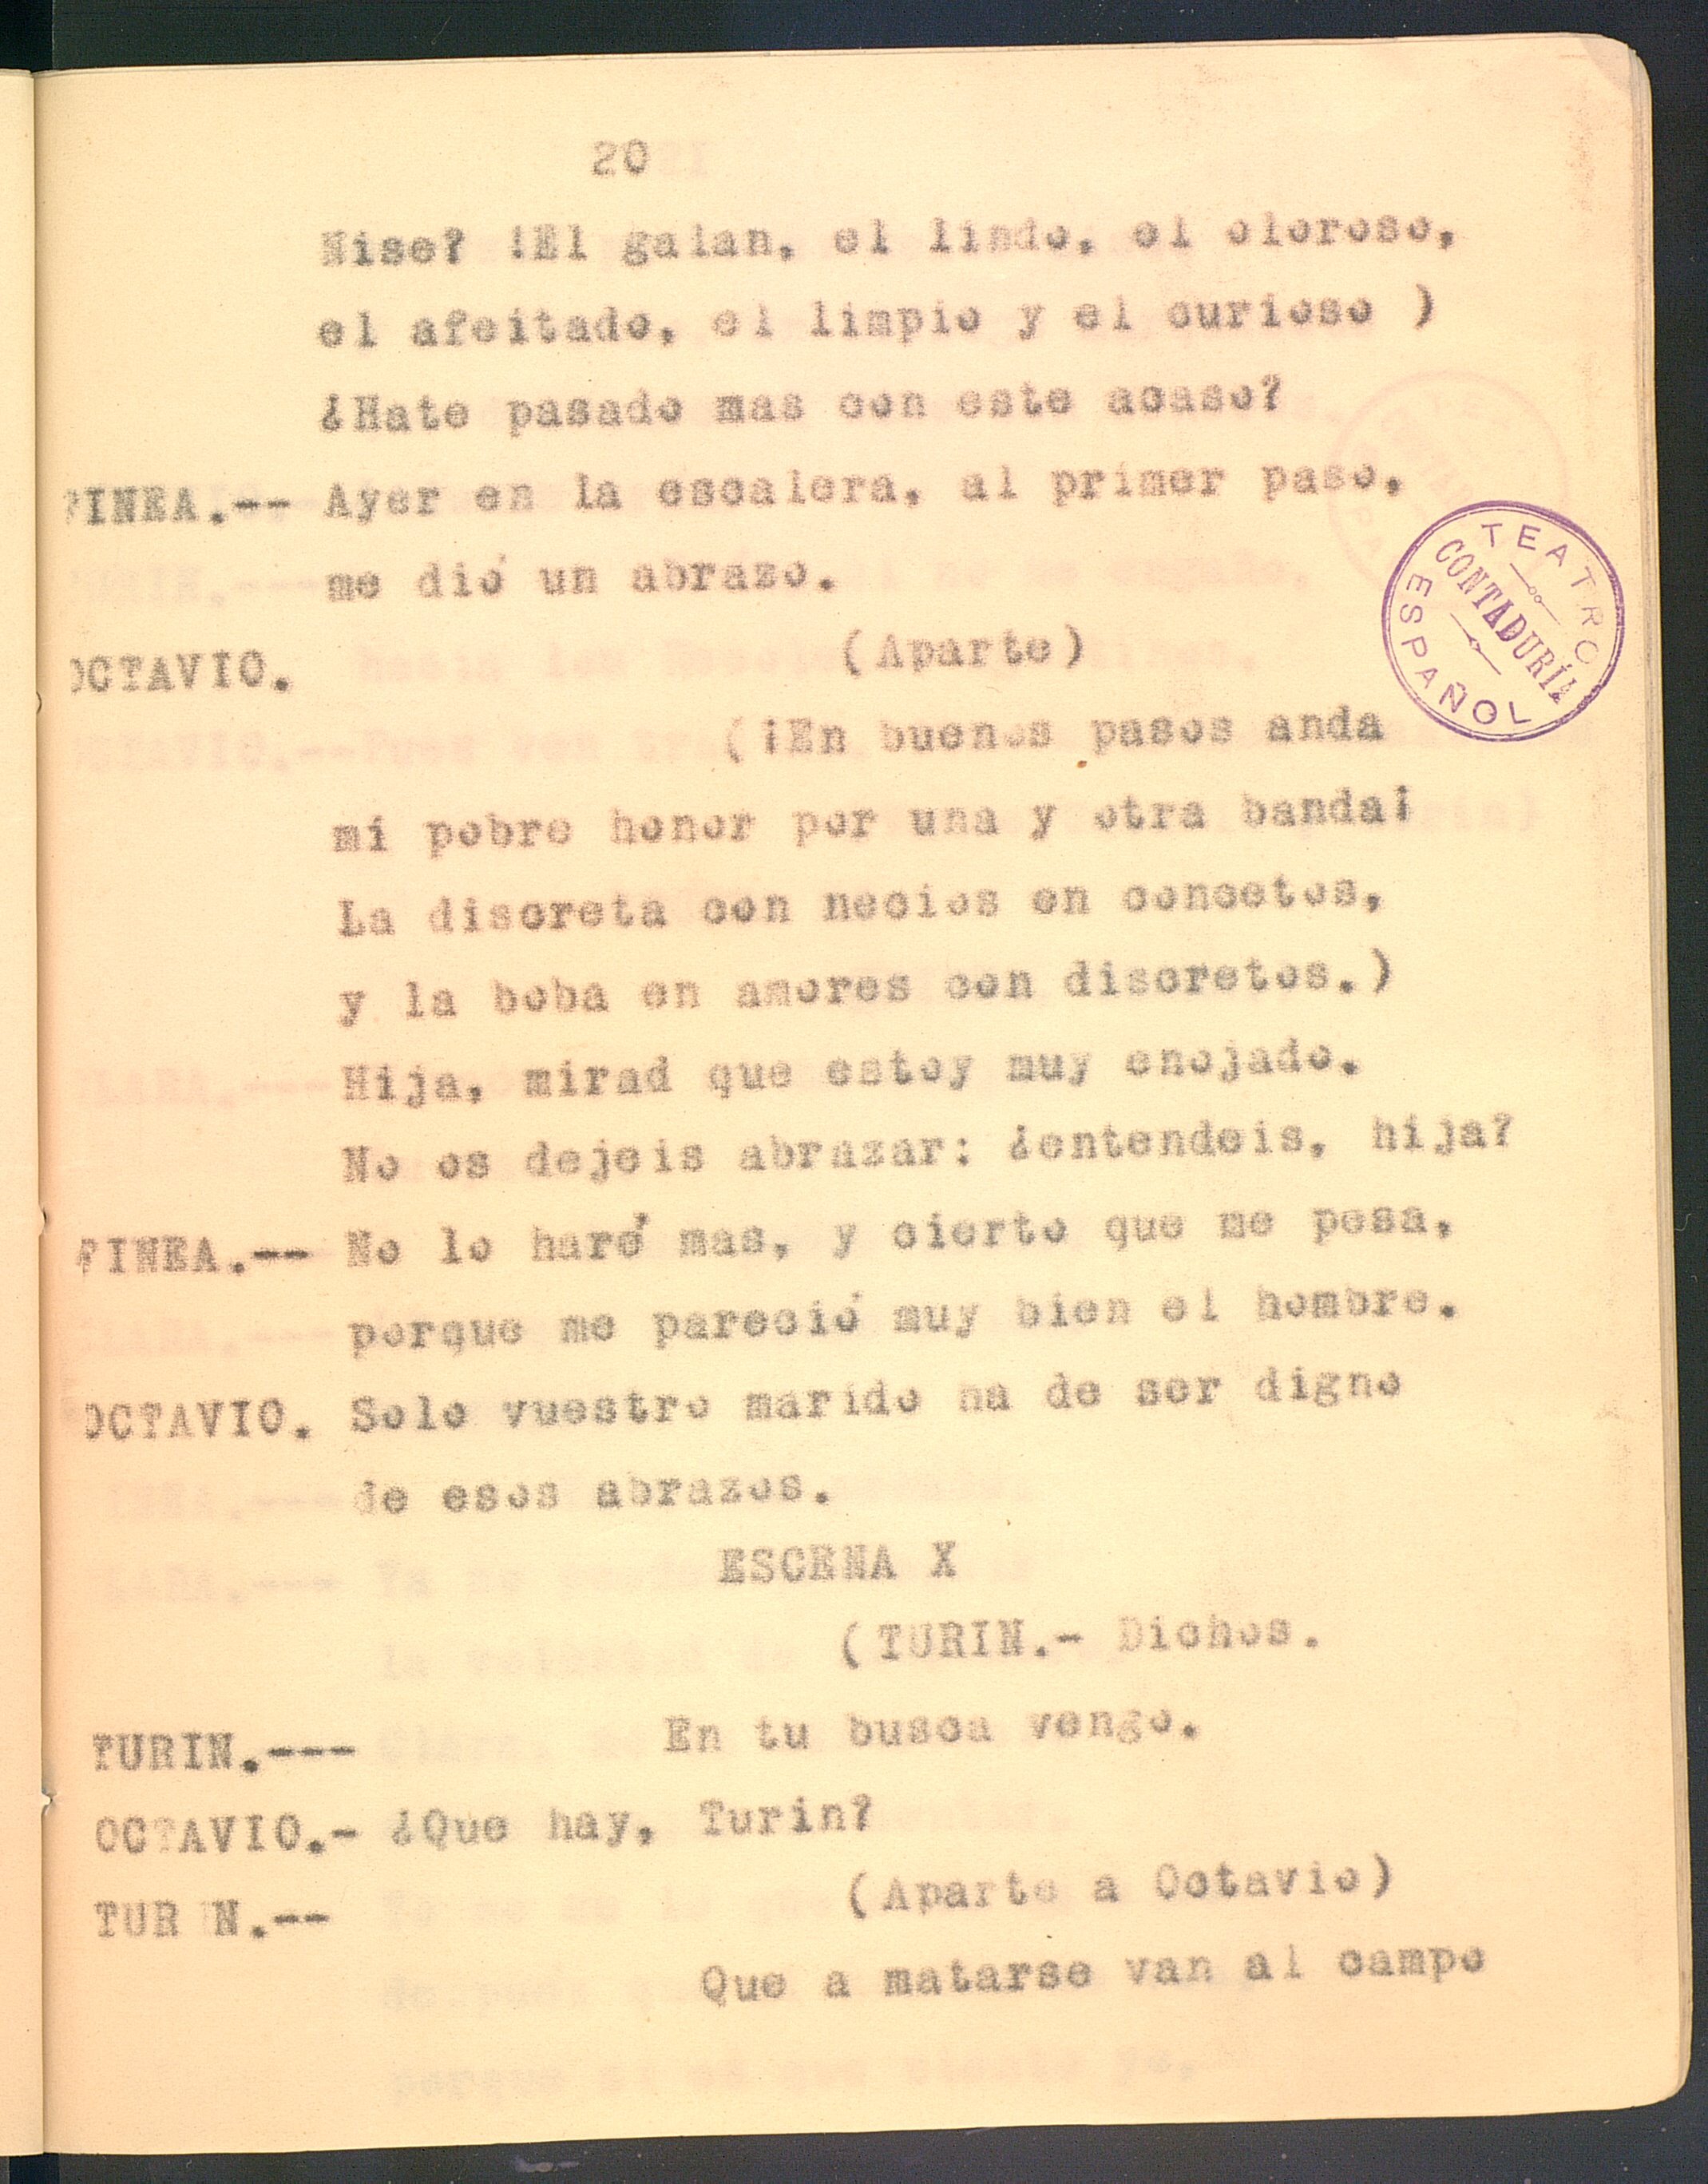 20
Nise? ¡El galan, el lindo, el oloroso,
el afeitado, el limpio y el curioso )
¿Hate pasado mas con este acaso?
FINEA.-- Ayer en la escalera, al primer paso,
me dió un abrazo.
OCTAVIO. (Aparte)
(¡En buenos pasos anda
mi pobre honor por una y otra banda¡
La discreta con necios en concetos,
y la boba en amores con discretos.)
Hija, mirad que estoy muy enojado.
No os dejeis abrazar: ¿entendeis, hija?
FINEA.-- No lo haré mas, y cierto que me pesa,
porque me pareció muy bien el hombre.
OCTAVIO. Solo vuestro marido ha de ser digno
de esos abrazos.
ESCENA X
(TURIN.- Dichos.
TURIN.--- En tu busca vengo.
OCTAVIO.- ¿Que hay, Turin?
TUR N.-- (Aparte a Octavio)
Que a matarse van al campo
TEATRO ESPAÑOL
CONTADURÍA